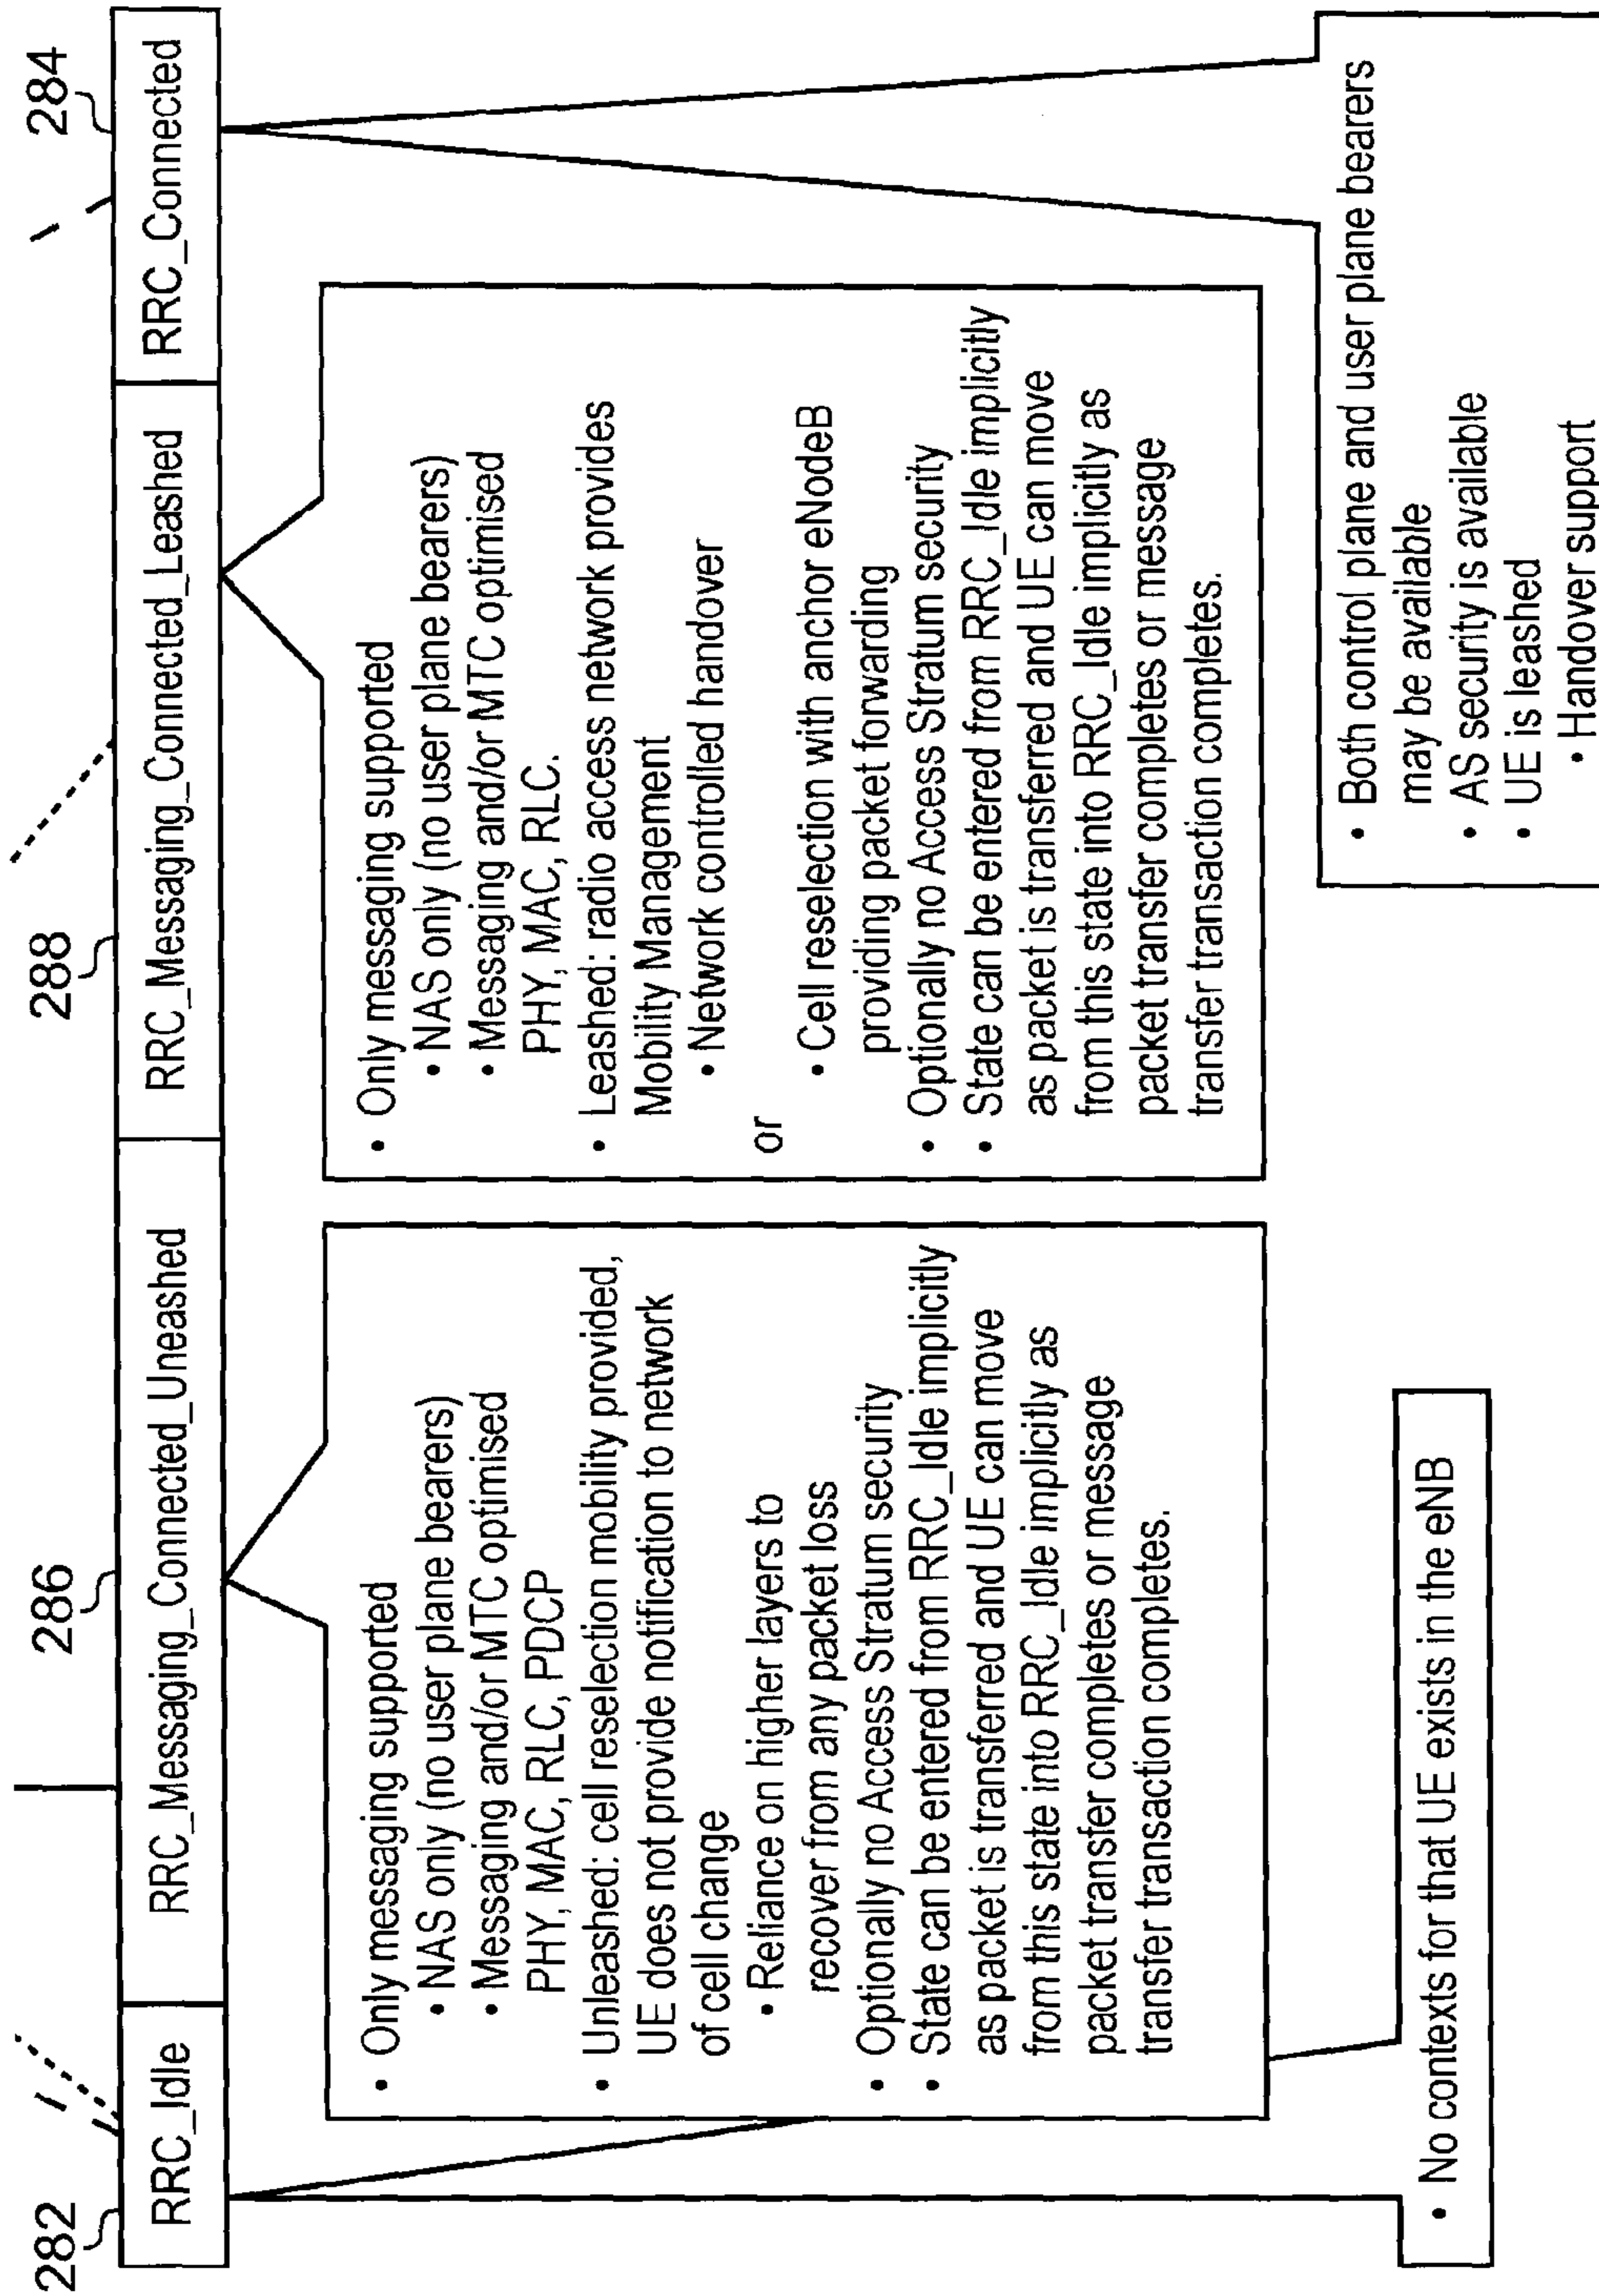 282
286
288
284
RRC_Idle
RRC_Messaging_Connected_Uneashed
RRC_Messaging_Connected_Leashed
RRC_Connected
• Only messaging supported
• NAS only (no user plane bearers)
• Messaging and/or MTC optimised
PHY, MAC, RLC, PDCP
• Unleashed: cell reselection mobility provided,
UE does not provide notification to network
of cell change
• Reliance on higher layers to
recover from any packet loss
• Optionally no Access Stratum security
• State can be entered from RRC_Idle implicitly
as packet is transferred and UE can move
from this state into RRC_Idle implicitly as
packet transfer completes or message
transfer transaction completes.
• Only messaging supported
• NAS only (no user plane bearers)
• Messaging and/or MTC optimised
PHY, MAC, RLC.
• Leashed: radio access network provides
Mobility Management
• Network controlled handover
or
• Cell reselection with anchor eNodeB
providing packet forwarding
• Optionally no Access Stratum security
• State can be entered from RRC_Idle implicitly
as packet is transferred and UE can move
from this state into RRC_Idle implicitly as
packet transfer completes or message
transfer transaction completes.
• No contexts for that UE exists in the eNB
• Both control plane and user plane bearers
may be available
• AS security is available
• UE is leashed
• Handover support